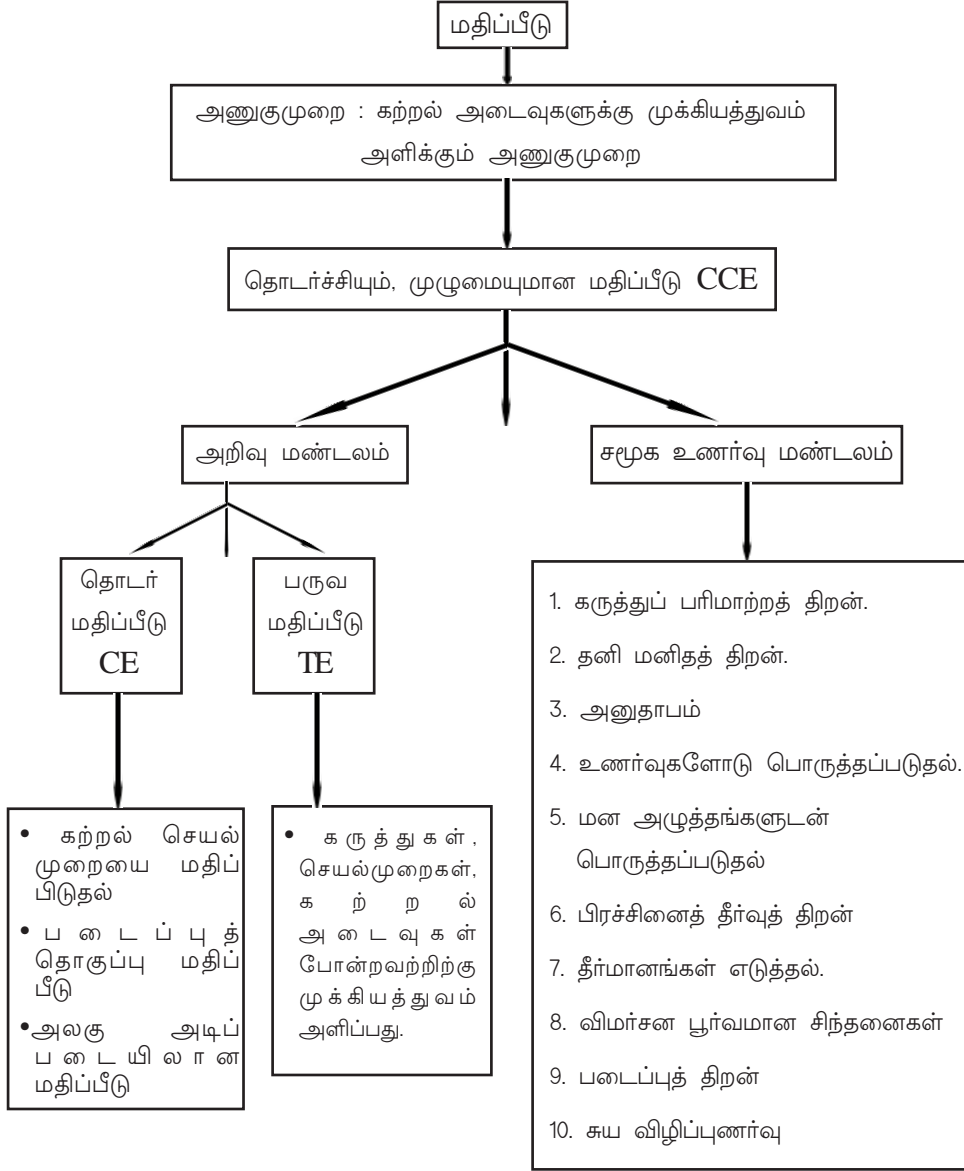 மதிப்பீடு
அணுகுமுறை : கற்றல் அடைவுகளுக்கு முக்கியத்துவம்
அளிக்கும் அணுகுமுறை
தொடர்ச்சியும், முழுமையுமான மதிப்பீடு CCE
அறிவு மண்டலம்
சமூக உணர்வு மண்டலம்
தொடர்
மதிப்பீடு
CE
பருவ
மதிப்பீடு
TE
• கற்றல் செயல்
முறையை மதிப்
பிடுதல்
• படைப்புத்
தொகுப்பு மதிப்
பீடு
•அலகு அடிப்
படையிலான
மதிப்பீடு
• கருத்துகள்,
செயல்முறைகள்,
கற்றல்
அடைவுகள்
போன்றவற்றிற்கு
முக்கியத்துவம்
அளிப்பது.
1. கருத்துப் பரிமாற்றத் திறன்.
2. தனி மனிதத் திறன்.
3. அனுதாபம்
4. உணர்வுகளோடு பொருத்தப்படுதல்.
5. மன அழுத்தங்களுடன்
பொருத்தப்படுதல்
6. பிரச்சினைத் தீர்வுத் திறன்
7. தீர்மானங்கள் எடுத்தல்.
8. விமர்சன பூர்வமான சிந்தனைகள்
9. படைப்புத் திறன்
10. சுய விழிப்புணர்வு